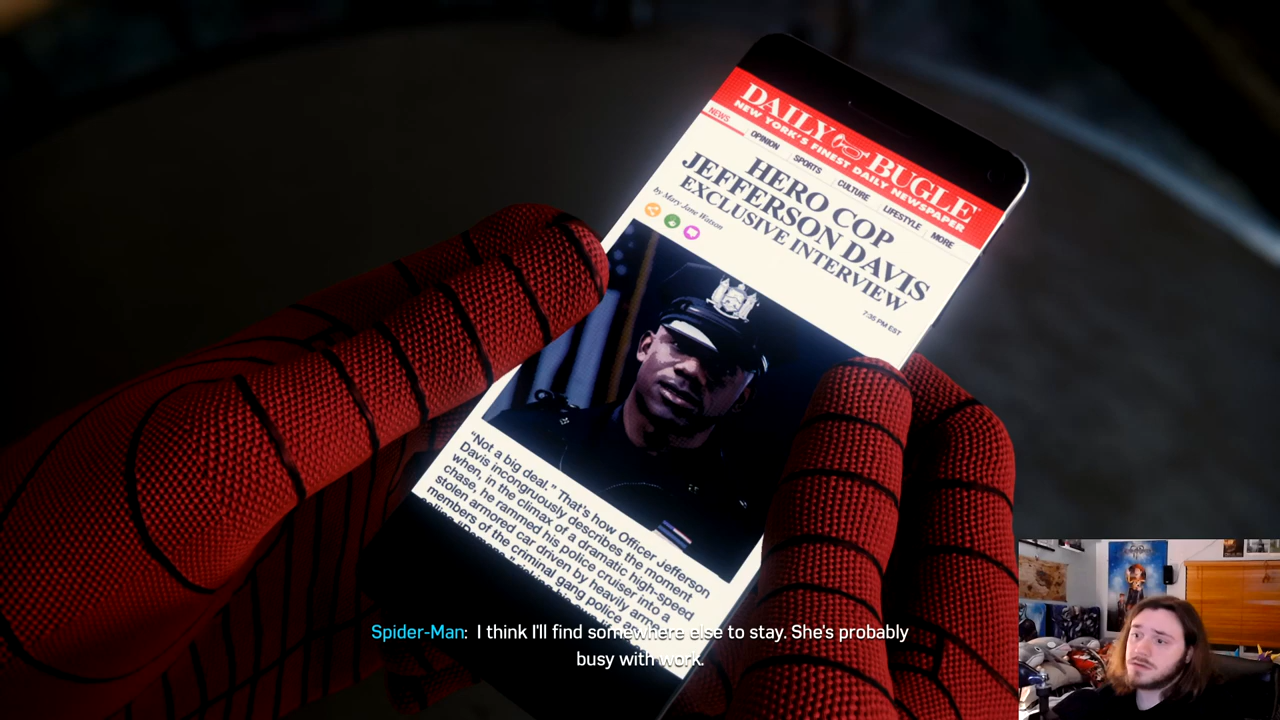 DAILY BUGLE
NEW YORK'S FINEST DAILY NEWSPAPER
NEWS OPINION SPORTS CULTURE LIFESTYLE MORE
HERO COP
JEFFERSON DAVIS
EXCLUSIVE INTERVIEW
by Mary Jane Watson
7:35 PM EST
"Not a big deal." That's how Officer Jefferson
Davis incongruously describes the moment
when, in the climax of a dramatic high-speed
chase, he rammed his police cruiser into a
stolen armored car driven by heavily armed
members of the criminal gang police
Spider-Man: I think I'll find somewhere else to stay. She's probably
busy with work.